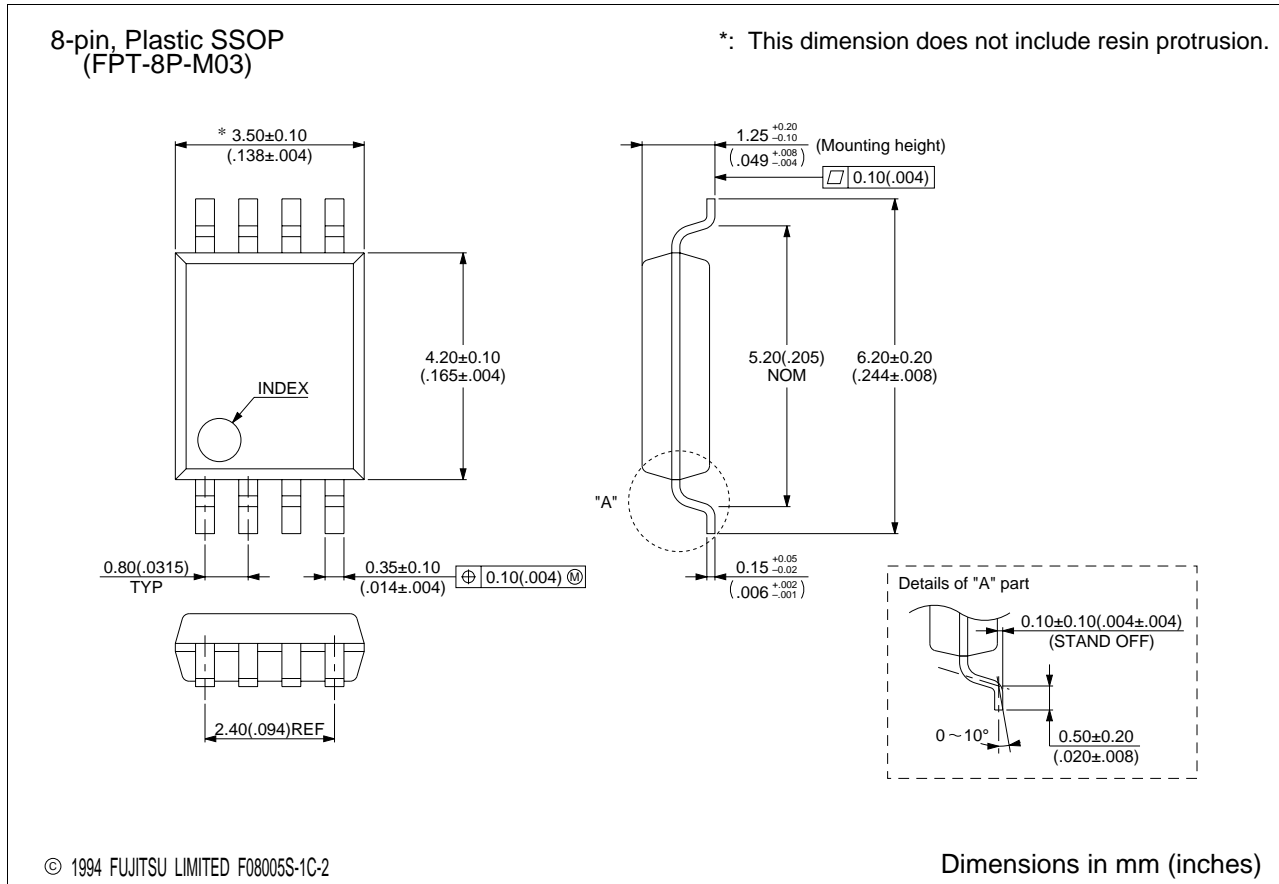 8-pin, Plastic SSOP
(FPT-8P-M03)
*: This dimension does not include resin protrusion.
* 3.50±0.10
(.138±.004)
1.25 +0.20 −0.10
(.049 +.008 −.004)
(Mounting height)
0.10(.004)
4.20±0.10
(.165±.004)
INDEX
5.20(.205)
NOM
6.20±0.20
(.244±.008)
"A"
0.80(.0315)
TYP
0.35±0.10
(.014±.004)
⌖ 0.10(.004) Ⓜ
0.15 +0.05 −0.02
(.006 +.002 −.001)
Details of "A" part
0.10±0.10(.004±.004)
(STAND OFF)
0~10°
0.50±0.20
(.020±.008)
2.40(.094)REF
© 1994 FUJITSU LIMITED F08005S-1C-2
Dimensions in mm (inches)